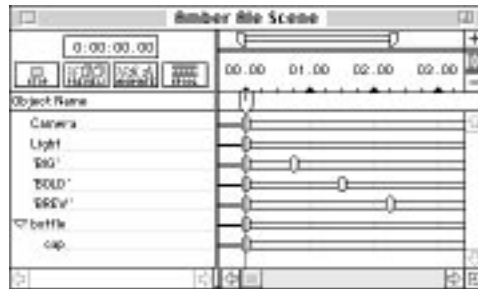 Amber Ale Scene
0:00:00.00
00.00 01.00 02.00 03.00
Object Name
Camera
Light
'BIG'
'BOLD'
'BREW'
bottle
cap